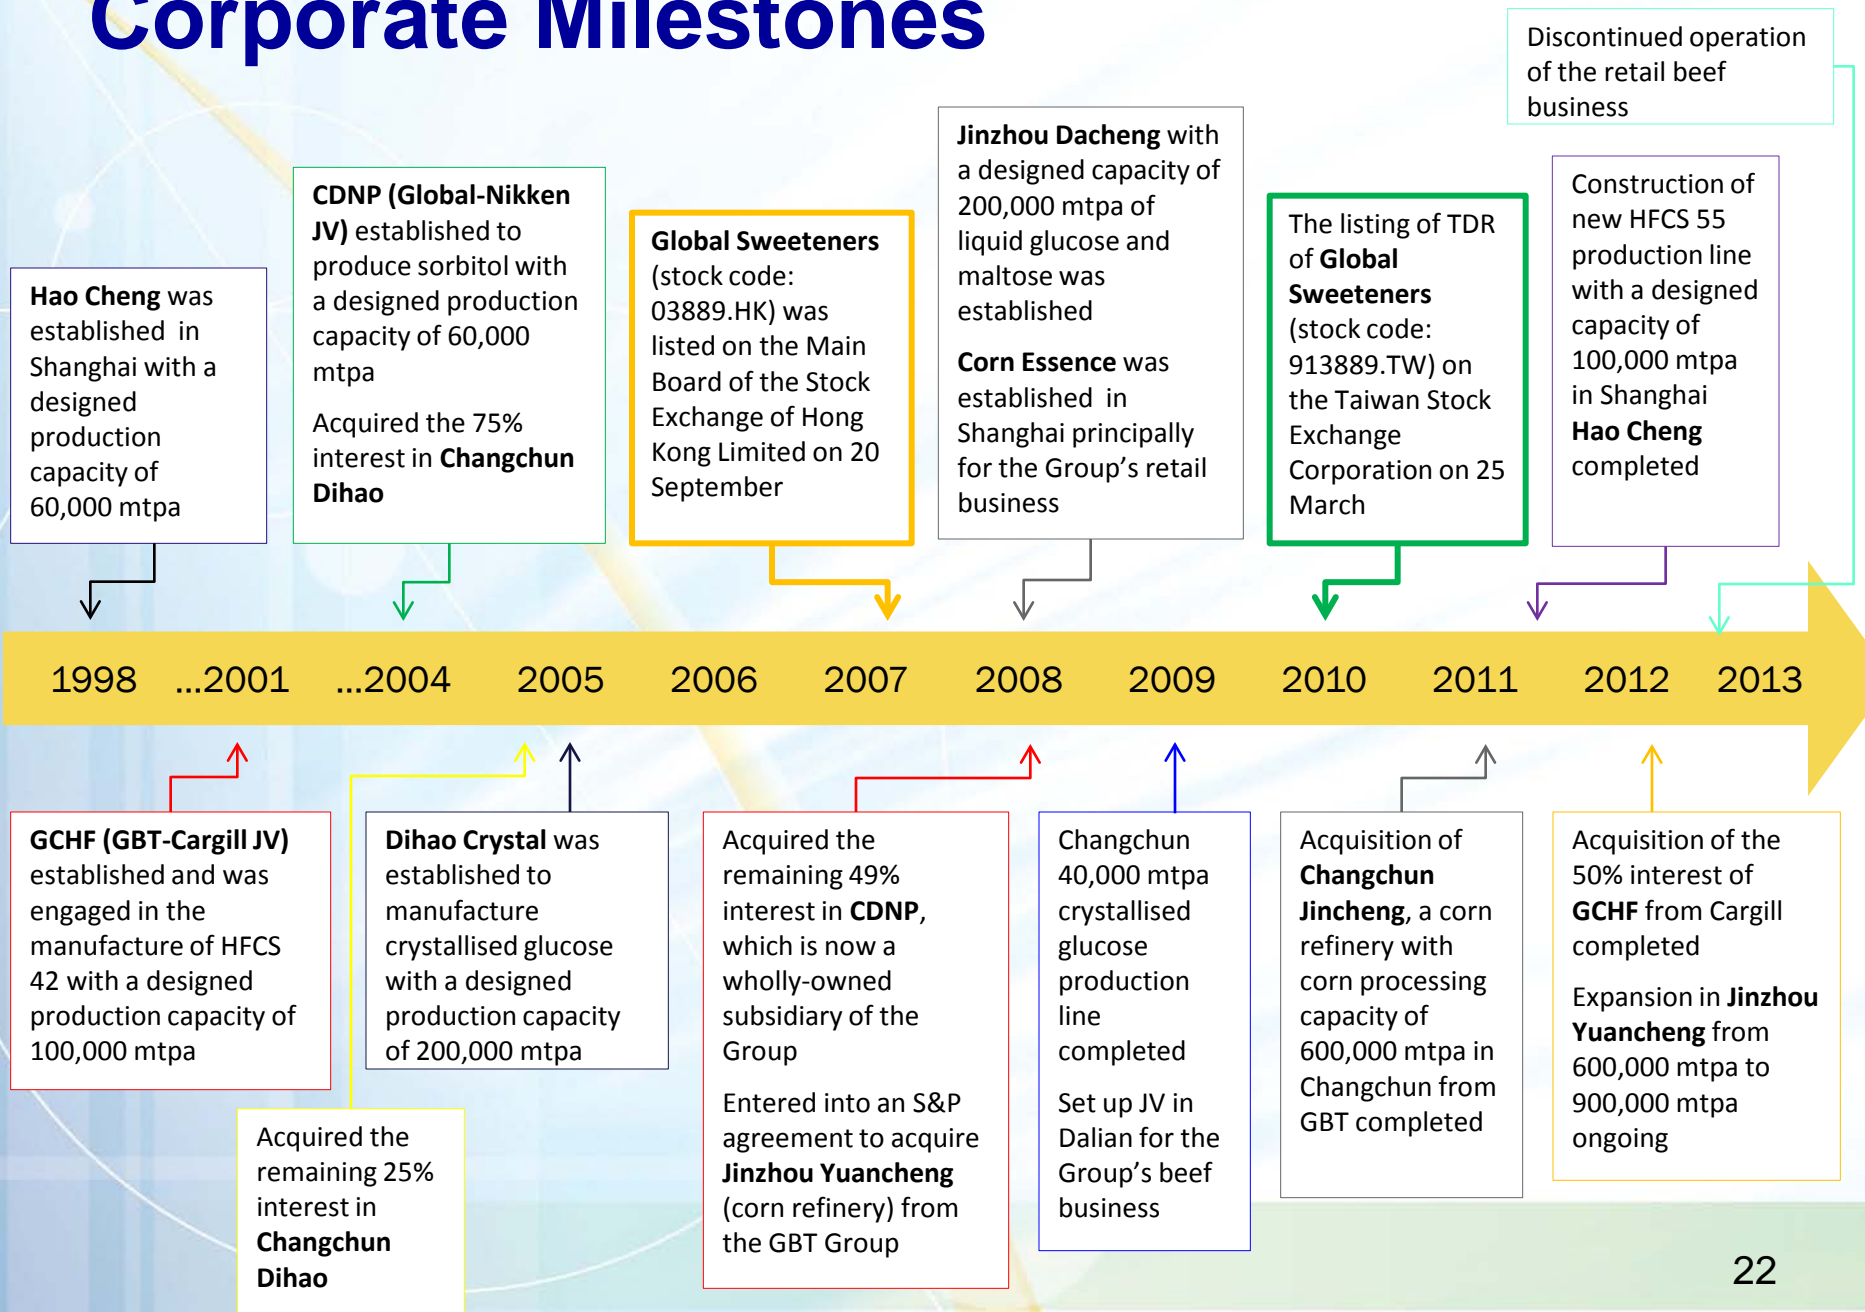 Corporate Milestones
Discontinued operation
of the retail beef
business
Hao Cheng was
established in
Shanghai with a
designed
production
capacity of
60,000 mtpa
CDNP (Global-Nikken
JV) established to
produce sorbitol with
a designed production
capacity of 60,000
mtpa
Acquired the 75%
interest in Changchun
Dihao
Global Sweeteners
(stock code:
03889.HK) was
listed on the Main
Board of the Stock
Exchange of Hong
Kong Limited on 20
September
Jinzhou Dacheng with
a designed capacity of
200,000 mtpa of
liquid glucose and
maltose was
established
Corn Essence was
established in
Shanghai principally
for the Group’s retail
business
The listing of TDR
of Global
Sweeteners
(stock code:
913889.TW) on
the Taiwan Stock
Exchange
Corporation on 25
March
Construction of
new HFCS 55
production line
with a designed
capacity of
100,000 mtpa
in Shanghai
Hao Cheng
completed
1998 ...2001 ...2004 2005 2006 2007 2008 2009 2010 2011 2012 2013
GCHF (GBT-Cargill JV)
established and was
engaged in the
manufacture of HFCS
42 with a designed
production capacity of
100,000 mtpa
Acquired the
remaining 25%
interest in
Changchun
Dihao
Dihao Crystal was
established to
manufacture
crystallised glucose
with a designed
production capacity
of 200,000 mtpa
Acquired the
remaining 49%
interest in CDNP,
which is now a
wholly-owned
subsidiary of the
Group
Entered into an S&P
agreement to acquire
Jinzhou Yuancheng
(corn refinery) from
the GBT Group
Changchun
40,000 mtpa
crystallised
glucose
production
line
completed
Set up JV in
Dalian for the
Group’s beef
business
Acquisition of
Changchun
Jincheng, a corn
refinery with
corn processing
capacity of
600,000 mtpa in
Changchun from
GBT completed
Acquisition of the
50% interest of
GCHF from Cargill
completed
Expansion in Jinzhou
Yuancheng from
600,000 mtpa to
900,000 mtpa
ongoing
22